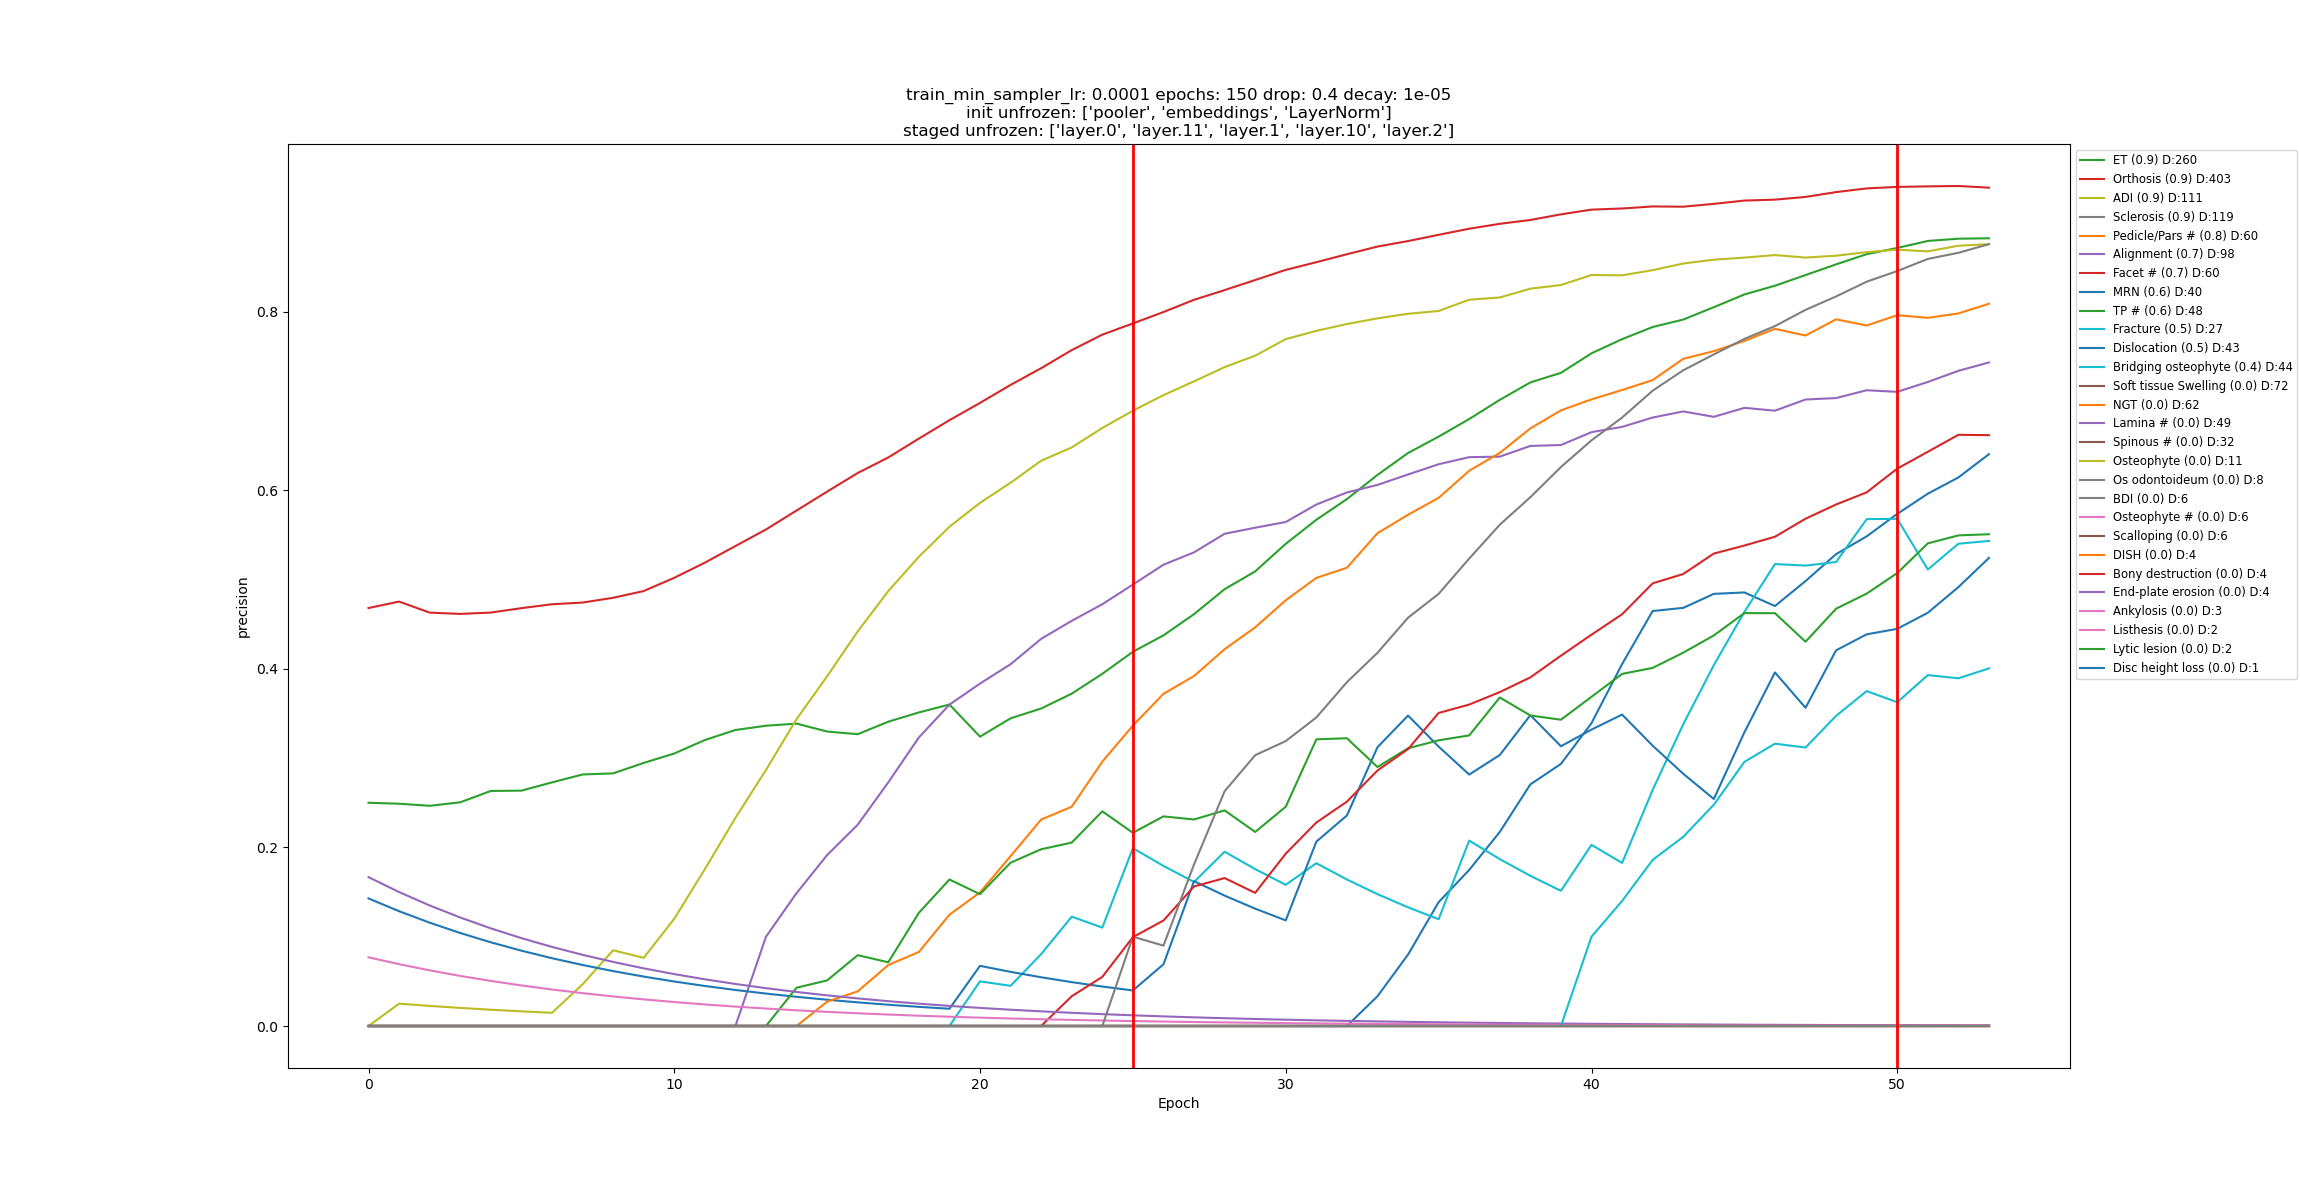 train_min_sampler_lr: 0.0001 epochs: 150 drop: 0.4 decay: 1e-05
init unfrozen: ['pooler', 'embeddings', 'LayerNorm']
staged unfrozen: ['layer.0', 'layer.11', 'layer.1', 'layer.10', 'layer.2']
precision
0.8
0.6
0.4
0.2
0.0
0 10 20 30 40 50
Epoch
ET (0.9) D:260
Orthosis (0.9) D:403
ADI (0.9) D:111
Sclerosis (0.9) D:119
Pedicle/Pars # (0.8) D:60
Alignment (0.7) D:98
Facet # (0.7) D:60
MRN (0.6) D:40
TP # (0.6) D:48
Fracture (0.5) D:27
Dislocation (0.5) D:43
Bridging osteophyte (0.4) D:44
Soft tissue Swelling (0.0) D:72
NGT (0.0) D:62
Lamina # (0.0) D:49
Spinous # (0.0) D:32
Osteophyte (0.0) D:11
Os odontoideum (0.0) D:8
BDI (0.0) D:6
Osteophyte # (0.0) D:6
Scalloping (0.0) D:6
DISH (0.0) D:4
Bony destruction (0.0) D:4
End-plate erosion (0.0) D:4
Ankylosis (0.0) D:3
Listhesis (0.0) D:2
Lytic lesion (0.0) D:2
Disc height loss (0.0) D:1